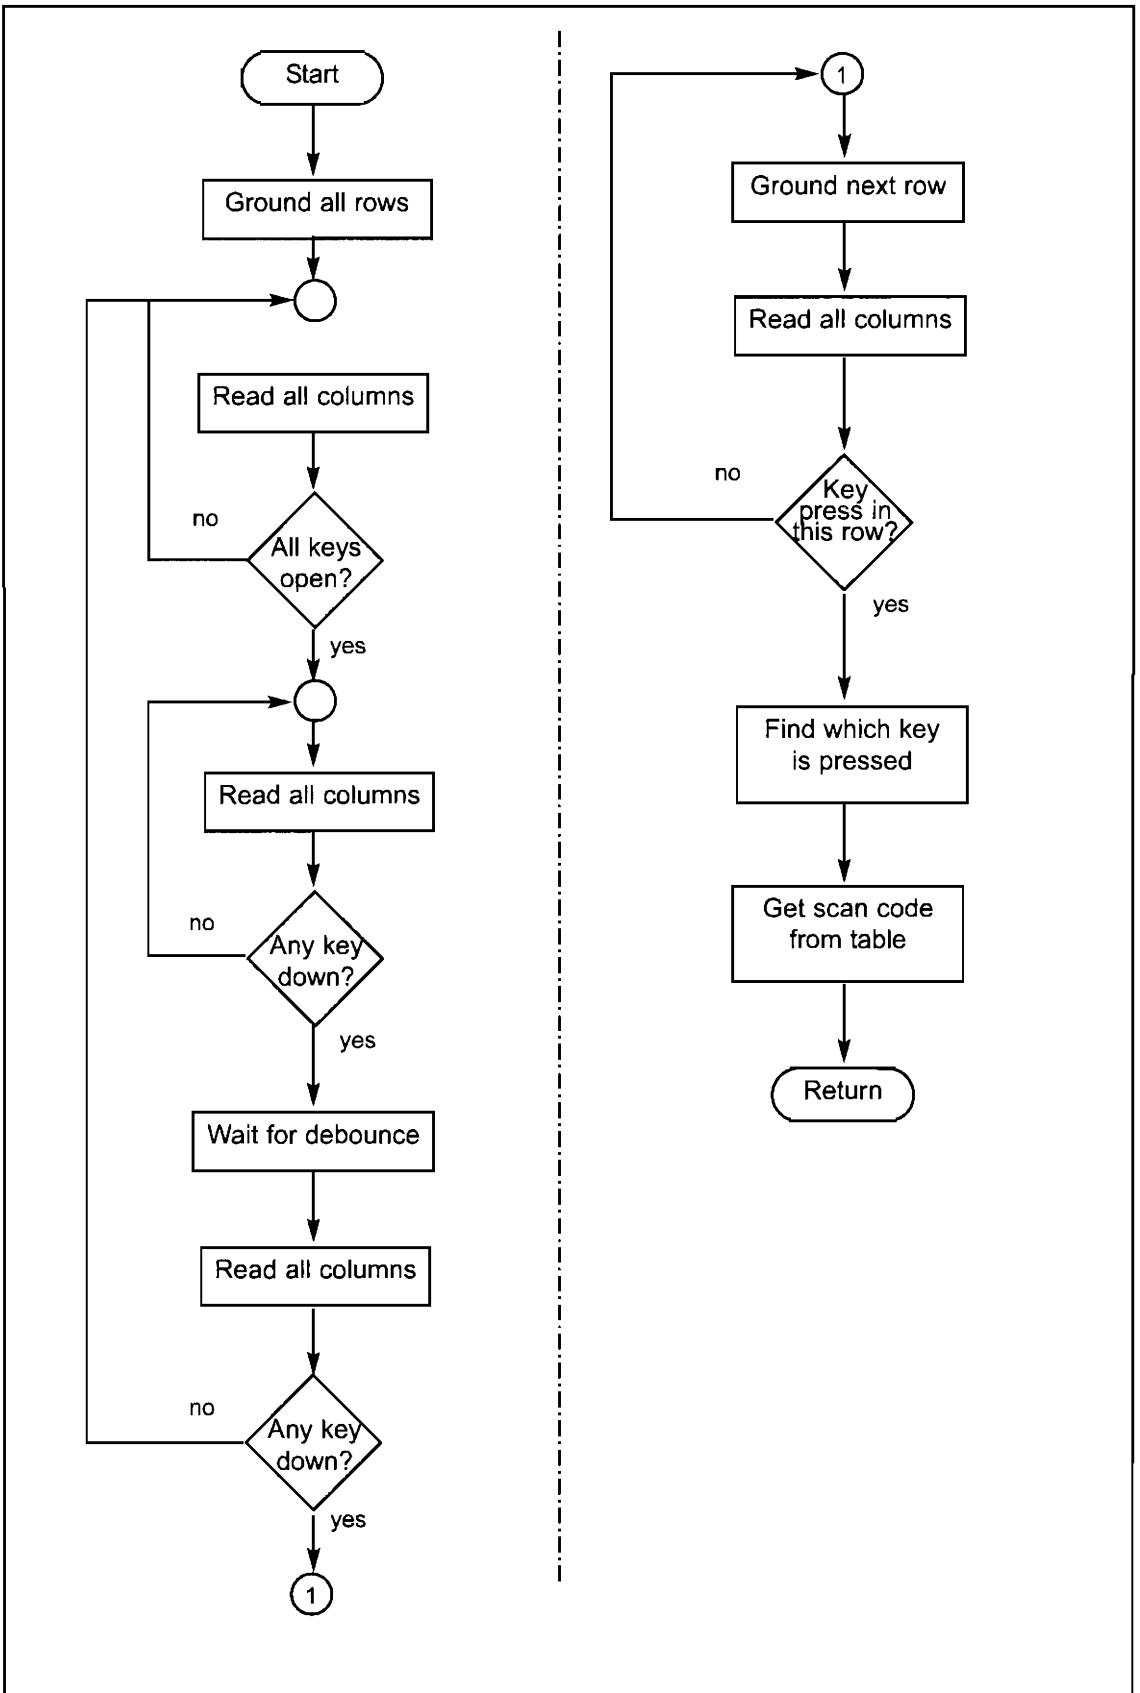 Start
Ground all rows
Read all columns
no
All keys
open?
yes
Read all columns
no
Any key
down?
yes
Wait for debounce
Read all columns
no
Any key
down?
yes
1
1
Ground next row
Read all columns
no
Key
press in
this row?
yes
Find which key
is pressed
Get scan code
from table
Return